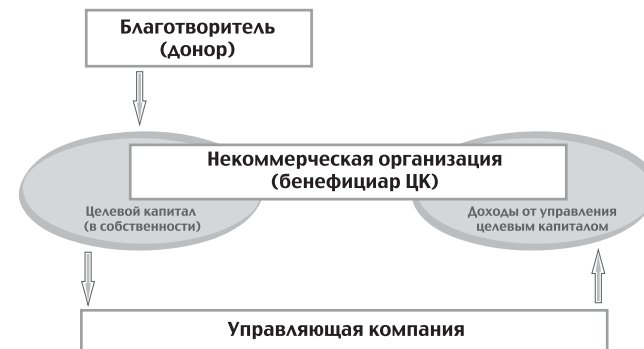 Благотворитель
(донор)
Некоммерческая организация
(бенефициар ЦК)
Целевой капитал
(в собственности)
Доходы от управления
целевым капиталом
Управляющая компания